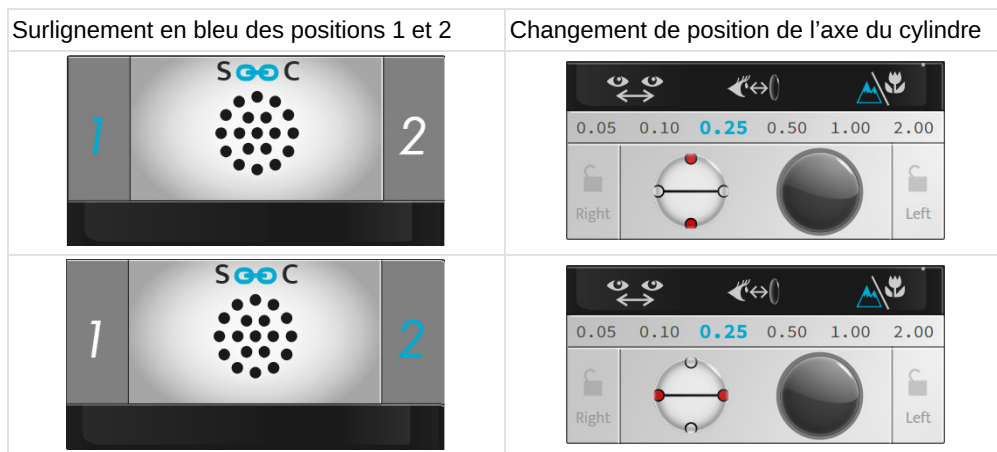 Surlignement en bleu des positions 1 et 2
Changement de position de l’axe du cylindre
S C
1
2
0.05 0.10 0.25 0.50 1.00 2.00
Right
Left
S C
1
2
0.05 0.10 0.25 0.50 1.00 2.00
Right
Left